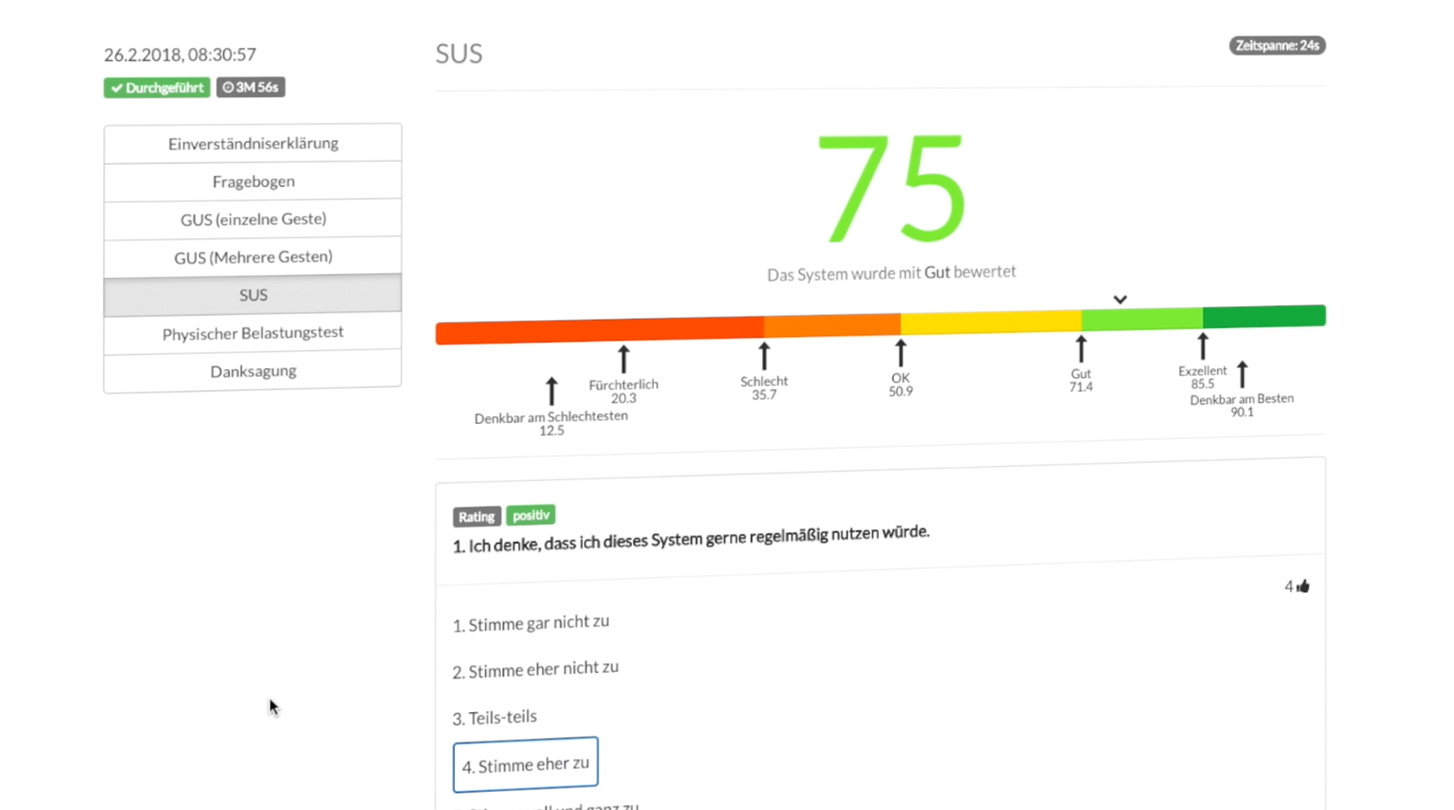 26.2.2018, 08:30:57
Durchgeführt 3M 56s
Einverständniserklärung
Fragebogen
GUS (einzelne Geste)
GUS (Mehrere Gesten)
SUS
Physischer Belastungstest
Danksagung
SUS
Zeitspanne: 24s
75
Das System wurde mit Gut bewertet
Denkbar am Schlechtesten
12.5
Fürchterlich
20.3
Schlecht
35.7
OK
50.9
Gut
71.4
Exzellent
85.5
Denkbar am Besten
90.1
Rating positiv
1. Ich denke, dass ich dieses System gerne regelmäßig nutzen würde.
4
1. Stimme gar nicht zu
2. Stimme eher nicht zu
3. Teils-teils
4. Stimme eher zu
und ganz zu